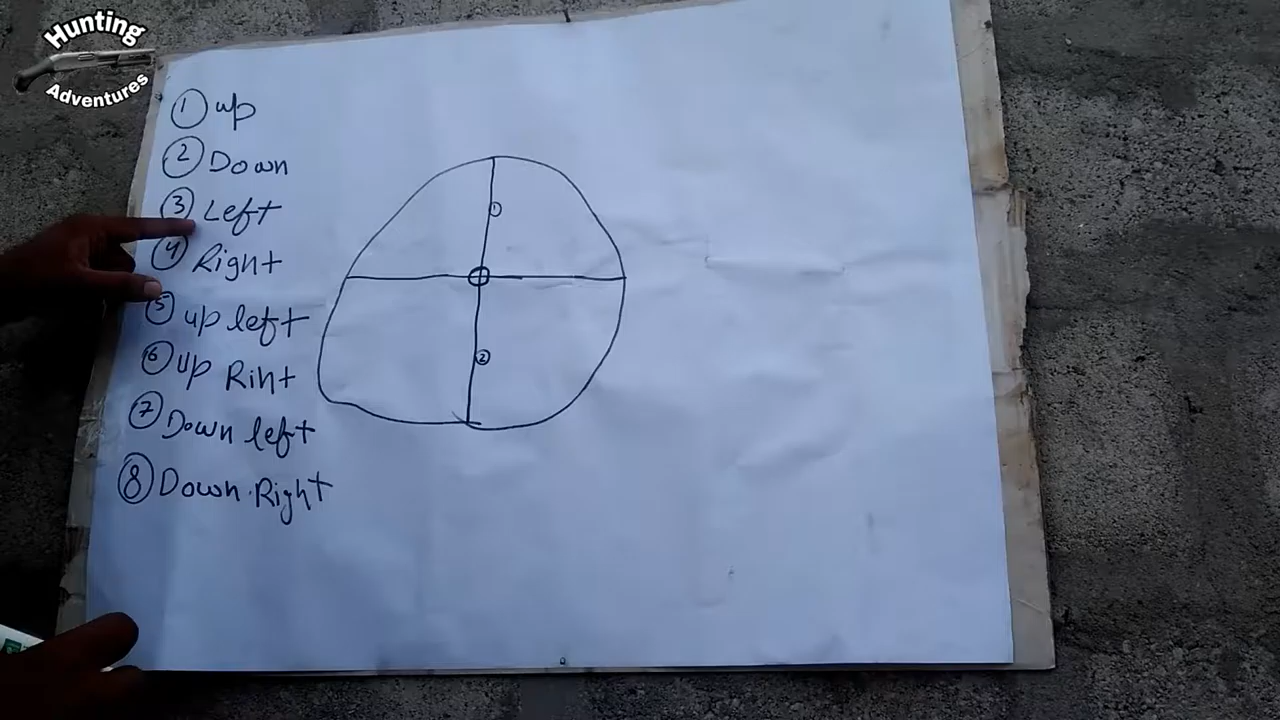 Hunting
Adventures
1 up
2 Down
3 Left
4 Right
5 up left
6 up Riht
7 Down left
8 Down Right
1
2